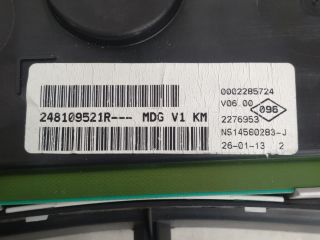 0002285724
V06.00
096
248109521R--- MDG V1 KM
2276953
NS14560283-J
26-01-13 2